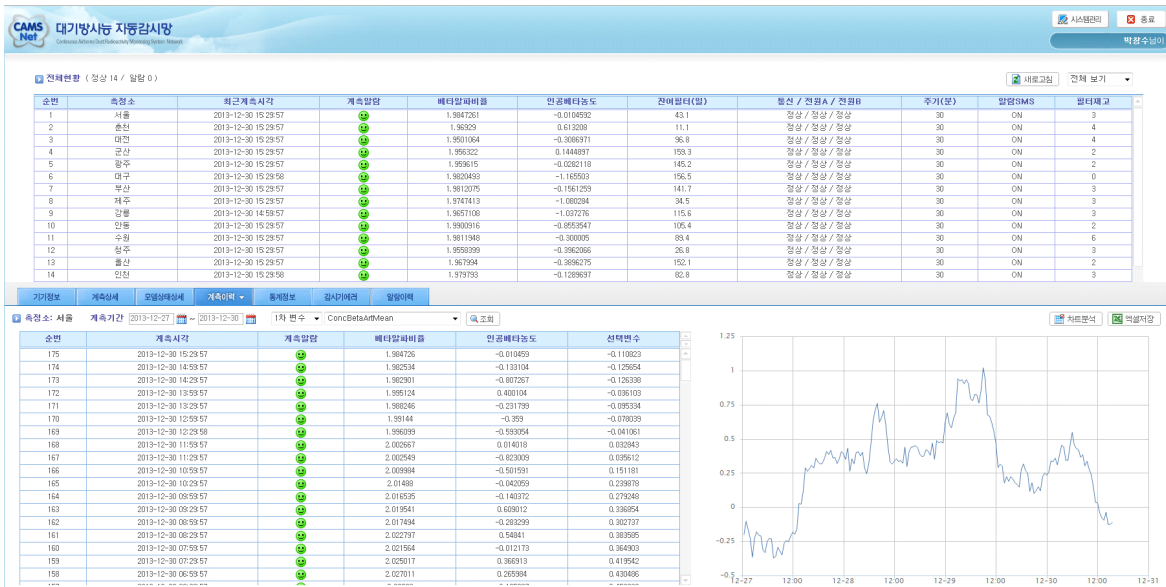 CAMS Net 대기방사능 자동감시망
Continuous Airborne Dust Radioactivity Monitoring System Network
시스템관리 종료
박창수님이
전체현황 ( 정상 14 / 알람 0 ) 새로고침 전체 보기
순번 측정소 최근계측시각 계측알람 베타알파비율 인공베타농도 잔여필터(일) 통신 / 전원A / 전원B 주기(분) 알람SMS 필터재고
1 서울 2013-12-30 15:29:57 1.9847261 -0.0104592 43.1 정상 / 정상 / 정상 30 ON 3
2 춘천 2013-12-30 15:29:57 1.96929 0.613208 11.1 정상 / 정상 / 정상 30 ON 4
3 대전 2013-12-30 15:29:57 1.9501064 -0.3086971 96.8 정상 / 정상 / 정상 30 ON 4
4 군산 2013-12-30 15:29:57 1.956322 0.1444897 159.3 정상 / 정상 / 정상 30 ON 2
5 광주 2013-12-30 15:29:57 1.959615 -0.0282118 145.2 정상 / 정상 / 정상 30 ON 2
6 대구 2013-12-30 15:29:58 1.9820493 -1.165503 156.5 정상 / 정상 / 정상 30 ON 0
7 부산 2013-12-30 15:29:57 1.9812075 -0.1561259 141.7 정상 / 정상 / 정상 30 ON 3
8 제주 2013-12-30 15:29:57 1.9747413 -1.080284 34.5 정상 / 정상 / 정상 30 ON 3
9 강릉 2013-12-30 14:59:57 1.9657108 -1.037276 115.6 정상 / 정상 / 정상 30 ON 3
10 안동 2013-12-30 15:29:57 1.9900916 -0.8553547 105.4 정상 / 정상 / 정상 30 ON 2
11 수원 2013-12-30 15:29:57 1.9811948 -0.300005 89.4 정상 / 정상 / 정상 30 ON 6
12 청주 2013-12-30 15:29:57 1.9558399 -0.3962066 26.8 정상 / 정상 / 정상 30 ON 3
13 울산 2013-12-30 15:29:57 1.967994 -0.3896275 152.1 정상 / 정상 / 정상 30 ON 2
14 인천 2013-12-30 15:29:58 1.979793 -0.1289697 82.8 정상 / 정상 / 정상 30 ON 3
기기정보 계측상세 모델상태상세 계측이력 통계정보 감시기에러 알람이력
측정소: 서울 계측기간 2013-12-27 ~ 2013-12-30 1차 변수 ConcBetaArtMean 조회 차트분석 엑셀저장
순번 계측시각 계측알람 베타알파비율 인공베타농도 선택변수
175 2013-12-30 15:29:57 1.984726 -0.010459 -0.110823
174 2013-12-30 14:59:57 1.982534 -0.133104 -0.125654
173 2013-12-30 14:29:57 1.982901 -0.807267 -0.126338
172 2013-12-30 13:59:57 1.995124 0.400104 -0.036103
171 2013-12-30 13:29:57 1.988246 -0.231799 -0.095334
170 2013-12-30 12:59:57 1.99144 -0.359 -0.078039
169 2013-12-30 12:29:58 1.996099 -0.593054 -0.041061
168 2013-12-30 11:59:57 2.002667 0.014018 0.032843
167 2013-12-30 11:29:57 2.002549 -0.823009 0.035612
166 2013-12-30 10:59:57 2.009984 -0.501591 0.151181
165 2013-12-30 10:29:57 2.01488 -0.042059 0.239878
164 2013-12-30 09:59:57 2.016535 -0.140372 0.279248
163 2013-12-30 09:29:57 2.019541 0.609012 0.336854
162 2013-12-30 08:59:57 2.017494 -0.283299 0.302737
161 2013-12-30 08:29:57 2.022797 0.54841 0.383585
160 2013-12-30 07:59:57 2.021564 -0.012173 0.364903
159 2013-12-30 07:29:57 2.025017 0.366913 0.419542
158 2013-12-30 06:59:57 2.027011 0.265984 0.430486
1.25
1
0.75
0.5
0.25
0
-0.25
-0.5
12-27 12:00 12-28 12:00 12-29 12:00 12-30 12:00 12-31